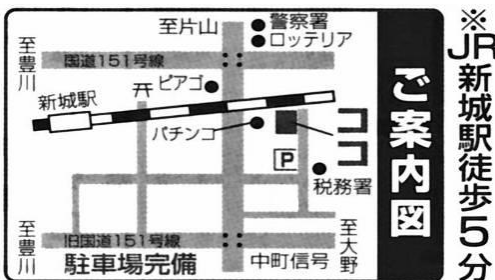 ※JR新城駅徒歩5分
ご案内図
至片山
警察署
ロッテリア
至豊川
国道151号線
ピアゴ
新城駅
パチンコ
ココ
P
税務署
至豊川
旧国道151号線
至大野
駐車場完備
中町信号